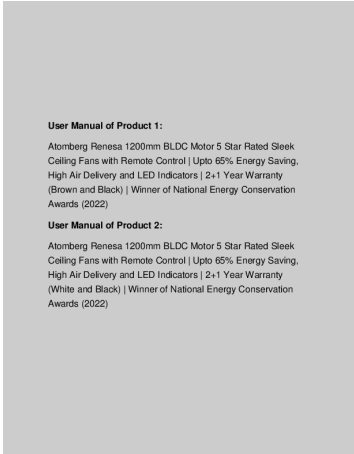 User Manual of Product 1:
Atomberg Renesa 1200mm BLDC Motor 5 Star Rated Sleek
Ceiling Fans with Remote Control | Upto 65% Energy Saving,
High Air Delivery and LED Indicators | 2+1 Year Warranty
(Brown and Black) | Winner of National Energy Conservation
Awards (2022)
User Manual of Product 2:
Atomberg Renesa 1200mm BLDC Motor 5 Star Rated Sleek
Ceiling Fans with Remote Control | Upto 65% Energy Saving,
High Air Delivery and LED Indicators | 2+1 Year Warranty
(White and Black) | Winner of National Energy Conservation
Awards (2022)